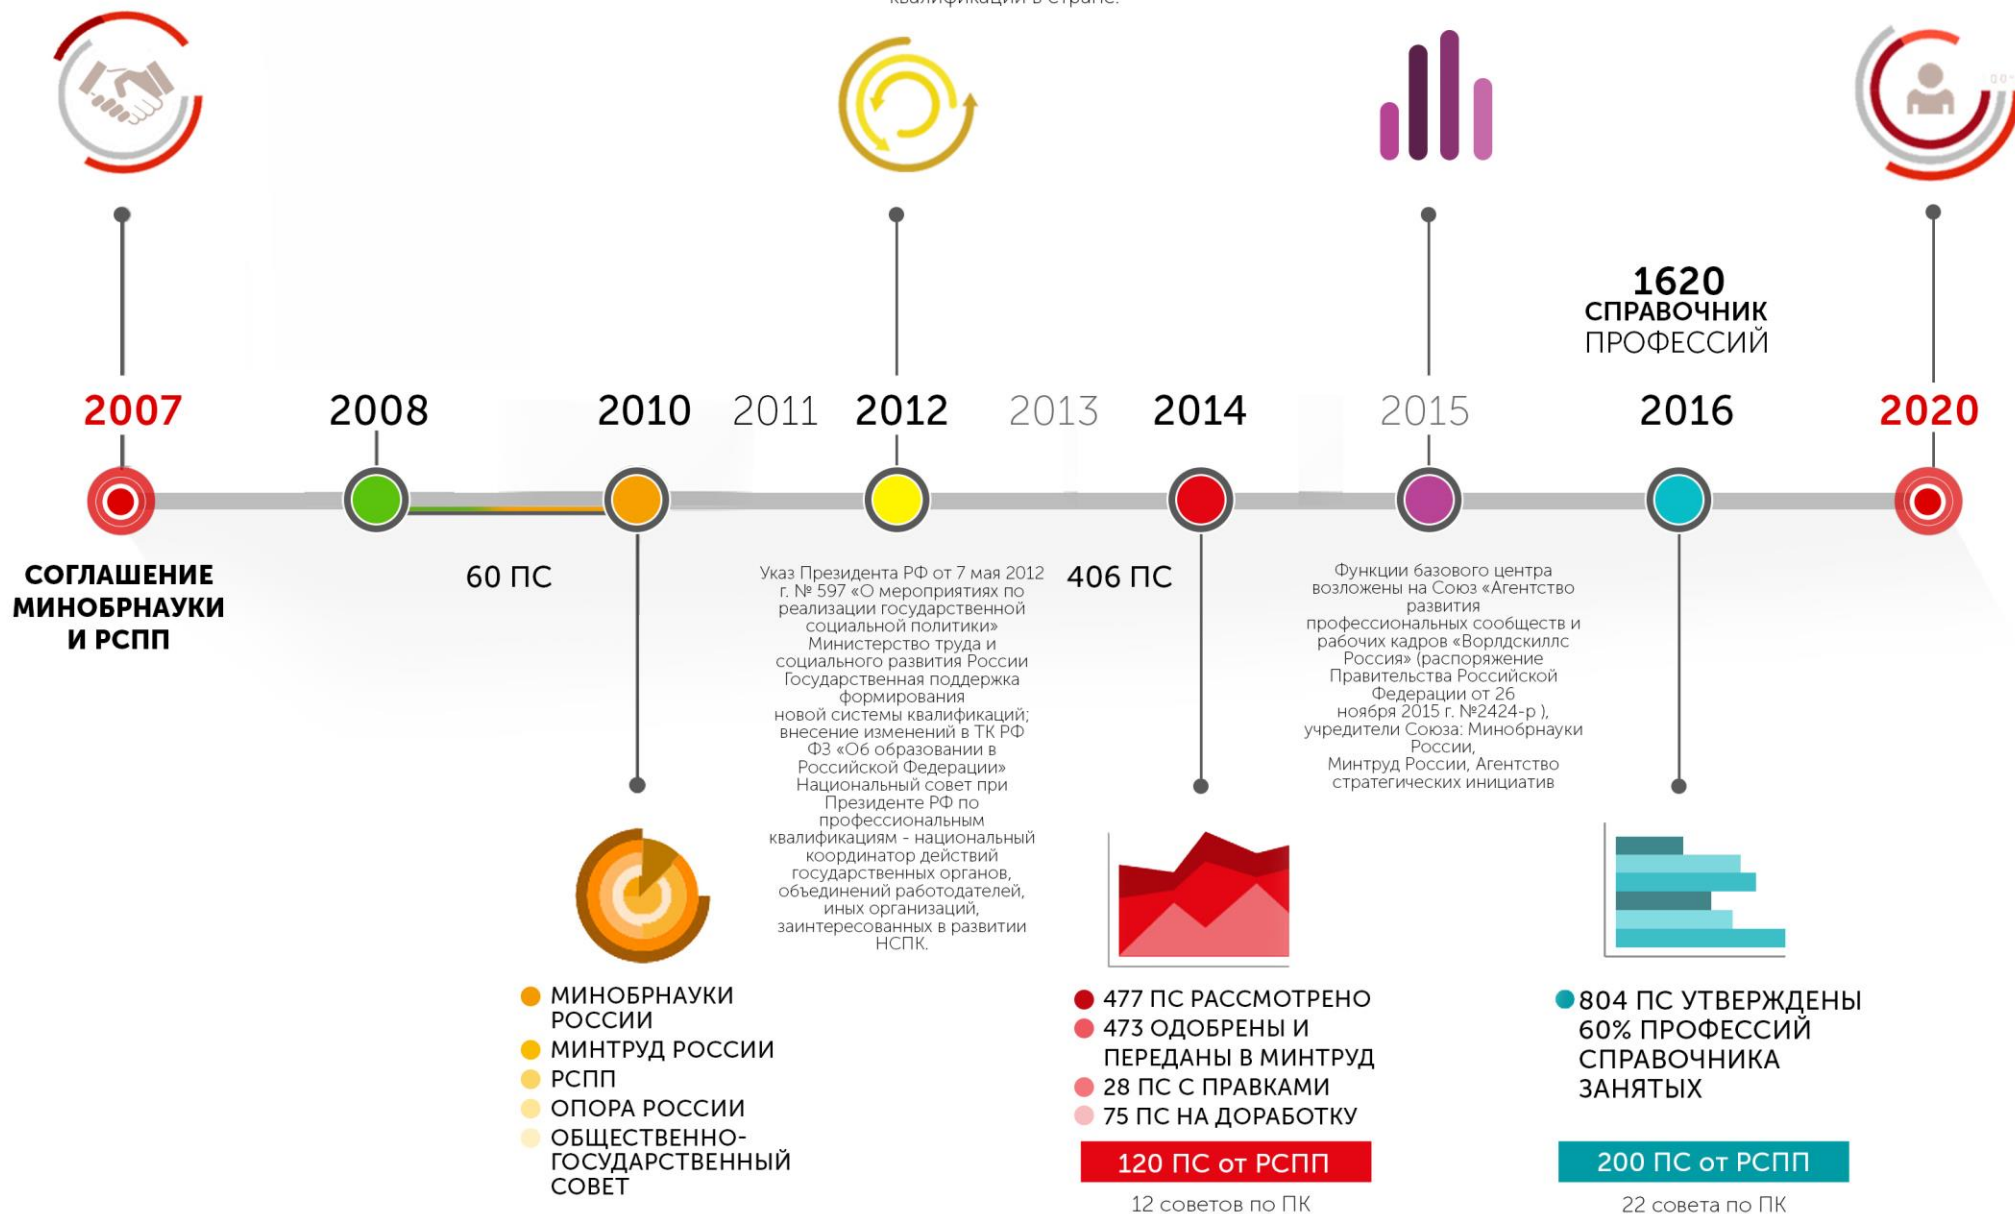 квалификаций в стране.
1620
СПРАВОЧНИК
ПРОФЕССИЙ
2007
2008
2010
2011
2012
2013
2014
2015
2016
2020
СОГЛАШЕНИЕ
МИНОБРНАУКИ
И РСПП
60 ПС
Указ Президента РФ от 7 мая 2012
г. № 597 «О мероприятиях по
реализации государственной
социальной политики»
Министерство труда и
социального развития России
Государственная поддержка
формирования
новой системы квалификаций;
внесение изменений в ТК РФ
ФЗ «Об образовании в
Российской Федерации»
Национальный совет при
Президенте РФ по
профессиональным
квалификациям - национальный
координатор действий
государственных органов,
объединений работодателей,
иных организаций,
заинтересованных в развитии
НСПК.
406 ПС
Функции базового центра
возложены на Союз «Агентство
развития
профессиональных сообществ и
рабочих кадров «Ворлдскиллс
Россия» (распоряжение
Правительства Российской
Федерации от 26
ноября 2015 г. №2424-р ),
учредители Союза: Минобрнауки
России,
Минтруд России, Агентство
стратегических инициатив
МИНОБРНАУКИ
РОССИИ
МИНТРУД РОССИИ
РСПП
ОПОРА РОССИИ
ОБЩЕСТВЕННО-
ГОСУДАРСТВЕННЫЙ
СОВЕТ
477 ПС РАССМОТРЕНО
473 ОДОБРЕНЫ И
ПЕРЕДАНЫ В МИНТРУД
28 ПС С ПРАВКАМИ
75 ПС НА ДОРАБОТКУ
120 ПС от РСПП
12 советов по ПК
804 ПС УТВЕРЖДЕНЫ
60% ПРОФЕССИЙ
СПРАВОЧНИКА
ЗАНЯТЫХ
200 ПС от РСПП
22 совета по ПК